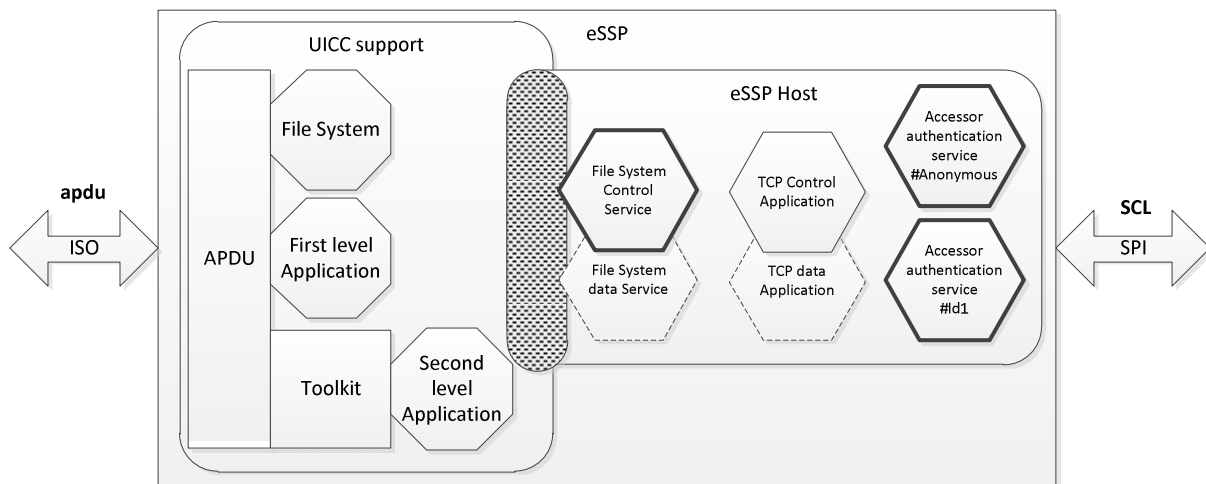 eSSP
UICC support
eSSP Host
apdu
ISO
APDU
File System
First level
Application
Toolkit
Second
level
Application
File System
Control
Service
File System
data Service
TCP Control
Application
TCP data
Application
Accessor
authentication
service
#Anonymous
Accessor
authentication
service
#Id1
SCL
SPI